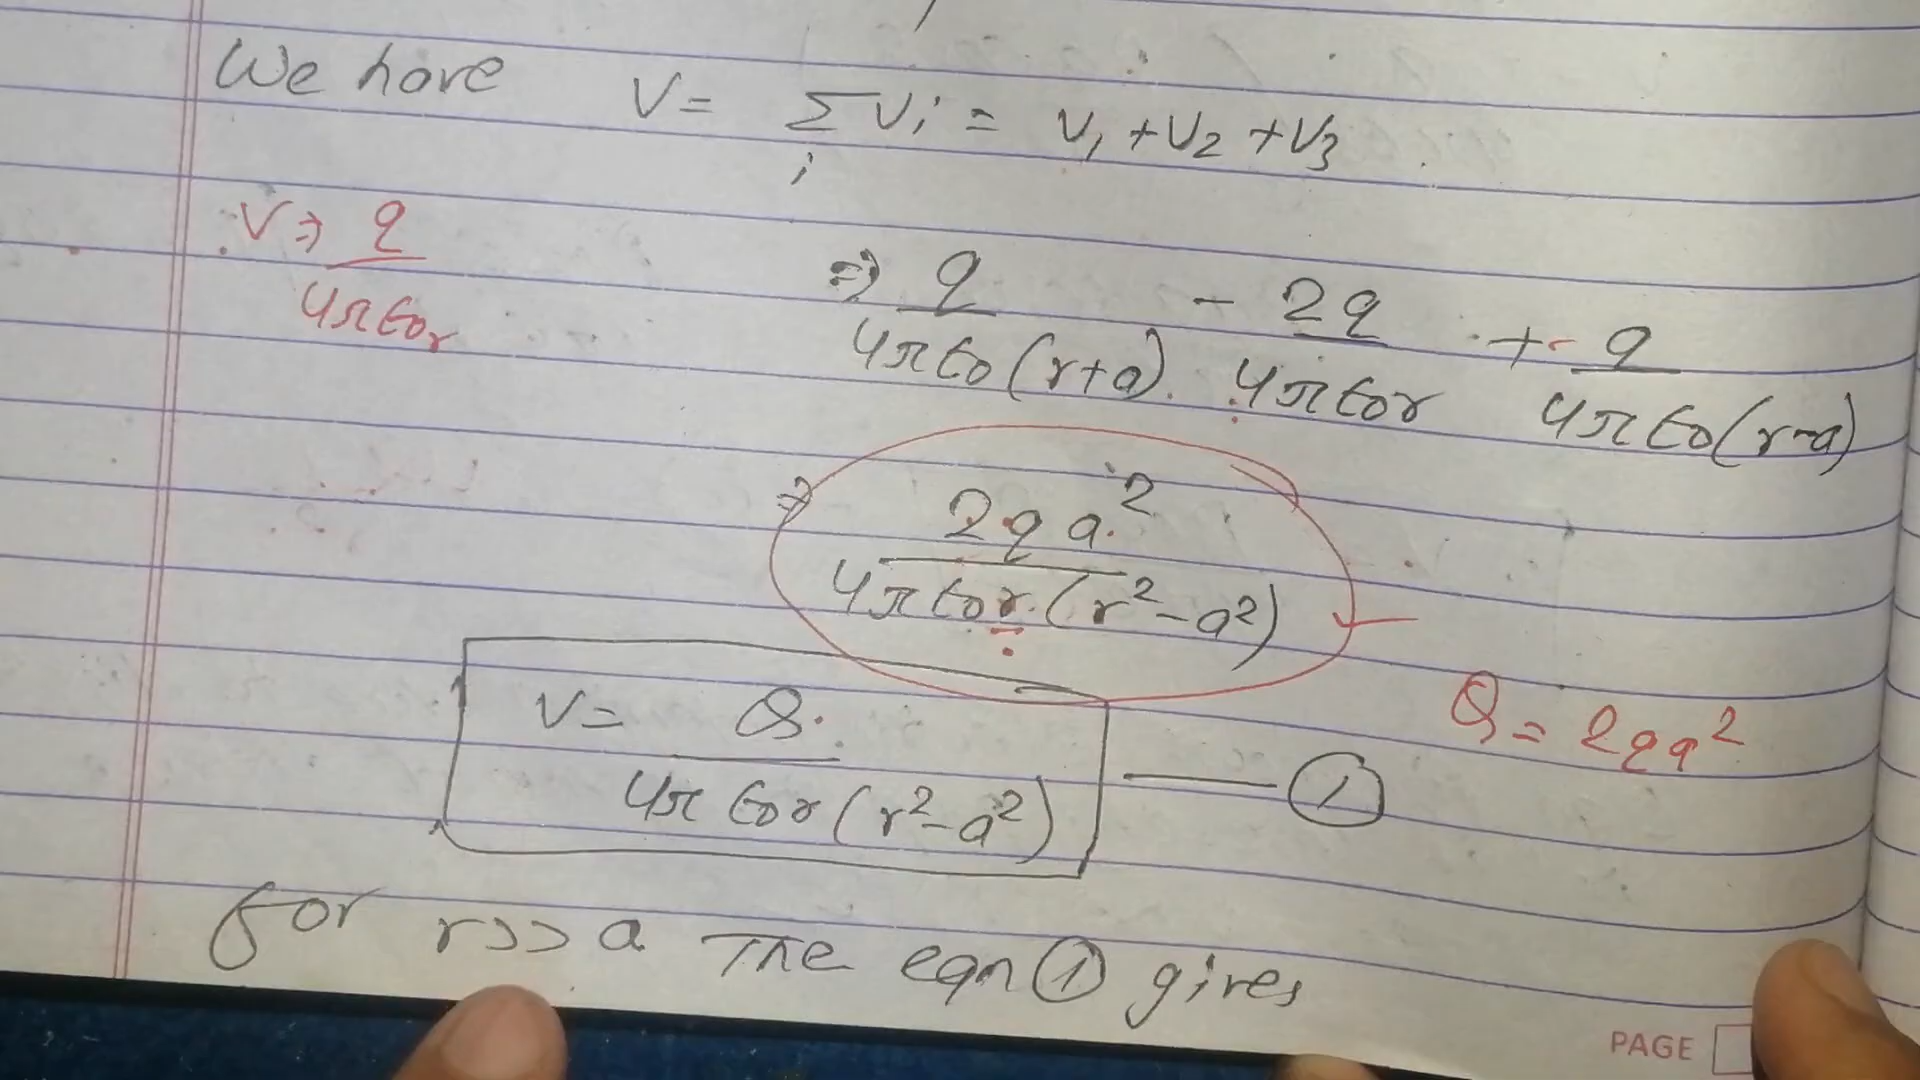 We have V = Σ Vi = V1 + V2 + V3
i
V ⇒ q / 4πϵ0r
⇒ q / 4πϵ0(r+a) - 2q / 4πϵ0r + q / 4πϵ0(r-a)
⇒ 2qa² / 4πϵ0r(r²-a²)
Q = 2qa²
V = Q / 4πϵ0r(r²-a²) — ①
for r>>a The eqn ① gives
PAGE